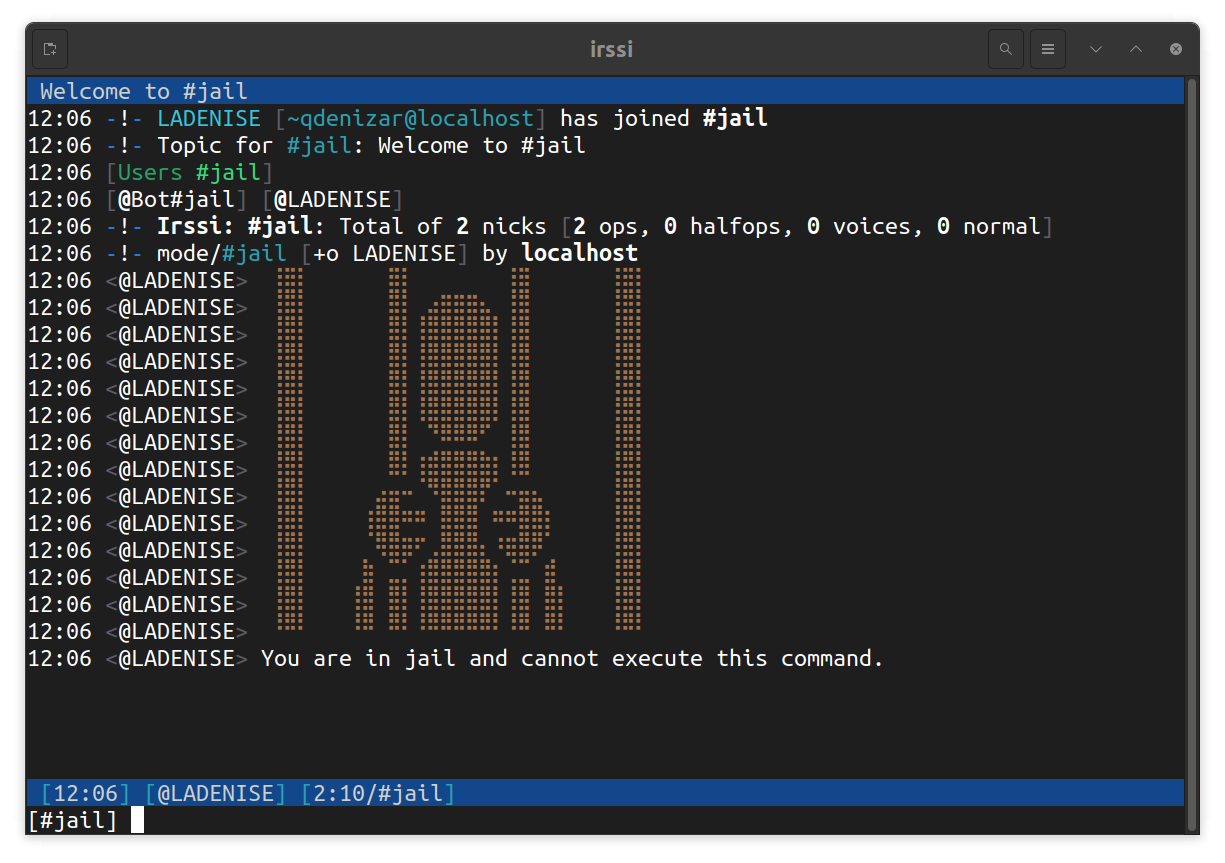 irssi
Welcome to #jail
12:06 -!- LADENISE [~qdenizar@localhost] has joined #jail
12:06 -!- Topic for #jail: Welcome to #jail
12:06 [Users #jail]
12:06 [@Bot#jail] [@LADENISE]
12:06 -!- Irssi: #jail: Total of 2 nicks [2 ops, 0 halfops, 0 voices, 0 normal]
12:06 -!- mode/#jail [+o LADENISE] by localhost
12:06 <@LADENISE>
12:06 <@LADENISE>
12:06 <@LADENISE>
12:06 <@LADENISE>
12:06 <@LADENISE>
12:06 <@LADENISE>
12:06 <@LADENISE>
12:06 <@LADENISE>
12:06 <@LADENISE>
12:06 <@LADENISE>
12:06 <@LADENISE>
12:06 <@LADENISE>
12:06 <@LADENISE>
12:06 <@LADENISE>
12:06 <@LADENISE> You are in jail and cannot execute this command.
[12:06] [@LADENISE] [2:10/#jail]
[#jail]